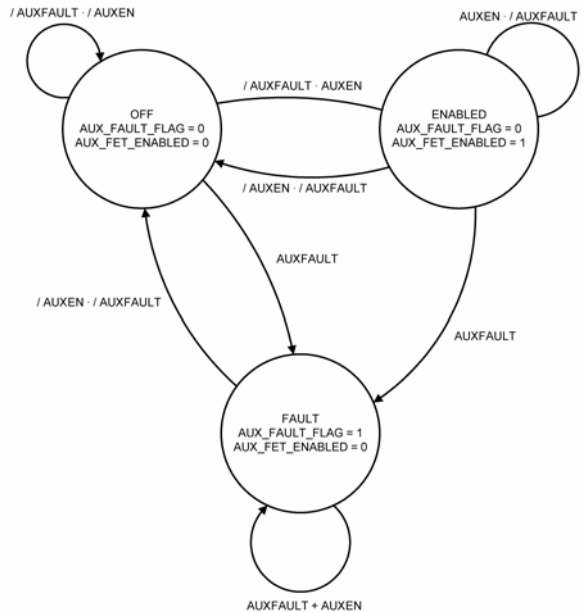 / AUXFAULT · / AUXEN
AUXEN · / AUXFAULT
/ AUXFAULT · AUXEN
OFF
AUX_FAULT_FLAG = 0
AUX_FET_ENABLED = 0
ENABLED
AUX_FAULT_FLAG = 0
AUX_FET_ENABLED = 1
/ AUXEN · / AUXFAULT
AUXFAULT
/ AUXEN · / AUXFAULT
AUXFAULT
FAULT
AUX_FAULT_FLAG = 1
AUX_FET_ENABLED = 0
AUXFAULT + AUXEN